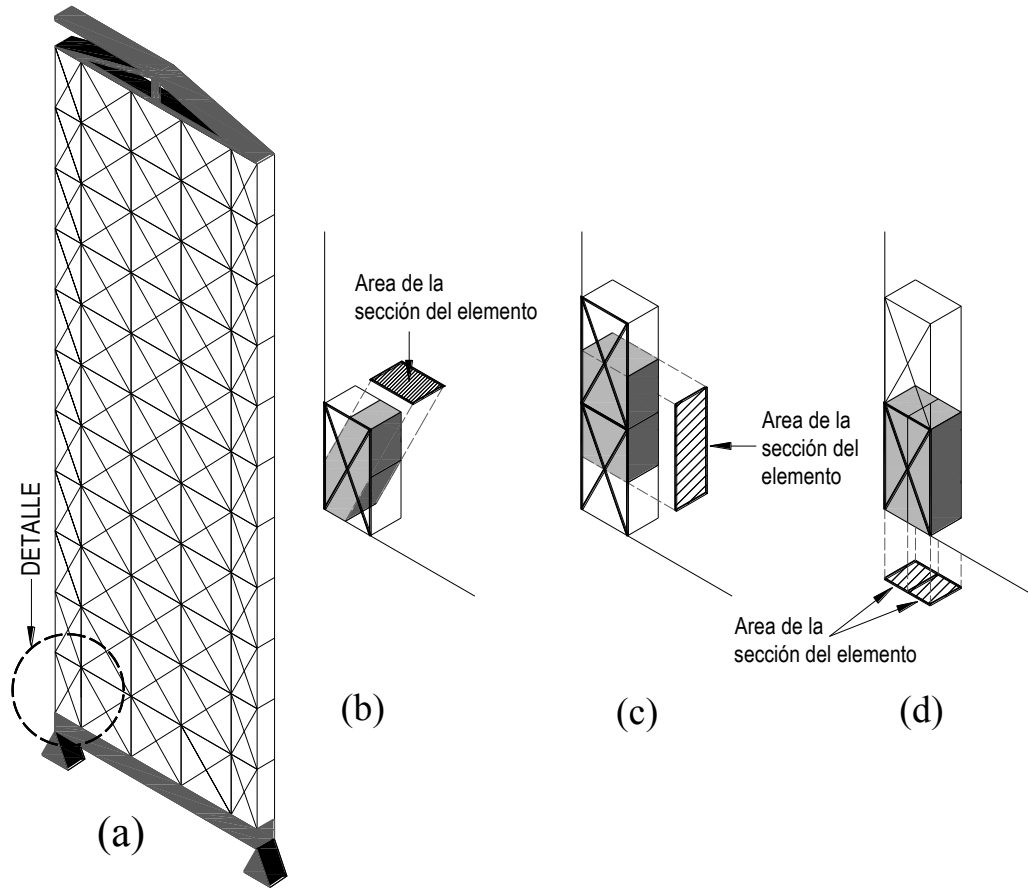 DETALLE
(a)
Area de la
sección del elemento
(b)
Area de la
sección del
elemento
(c)
Area de la
sección del elemento
(d)